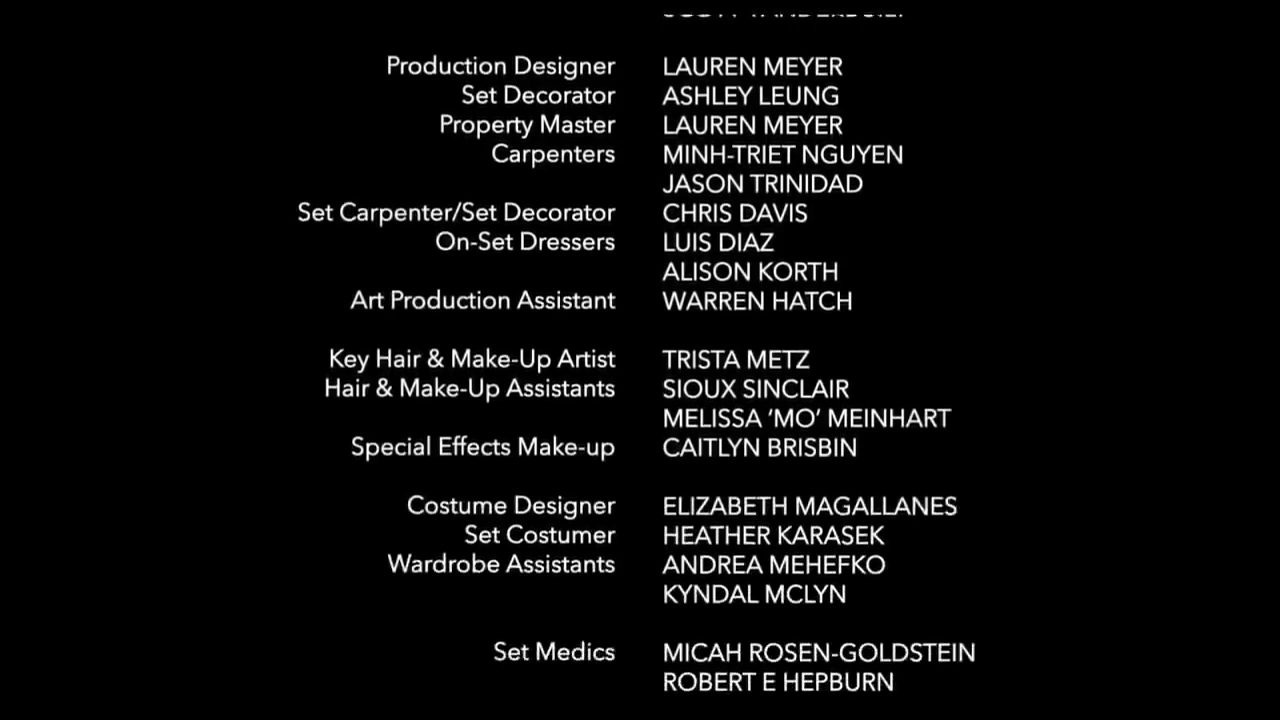 Production Designer LAUREN MEYER
Set Decorator ASHLEY LEUNG
Property Master LAUREN MEYER
Carpenters MINH-TRIET NGUYEN
JASON TRINIDAD
Set Carpenter/Set Decorator CHRIS DAVIS
On-Set Dressers LUIS DIAZ
ALISON KORTH
Art Production Assistant WARREN HATCH
Key Hair & Make-Up Artist TRISTA METZ
Hair & Make-Up Assistants SIOUX SINCLAIR
MELISSA ‘MO’ MEINHART
Special Effects Make-up CAITLYN BRISBIN
Costume Designer ELIZABETH MAGALLANES
Set Costumer HEATHER KARASEK
Wardrobe Assistants ANDREA MEHEFKO
KYNDAL MCLYN
Set Medics MICAH ROSEN-GOLDSTEIN
ROBERT E HEPBURN